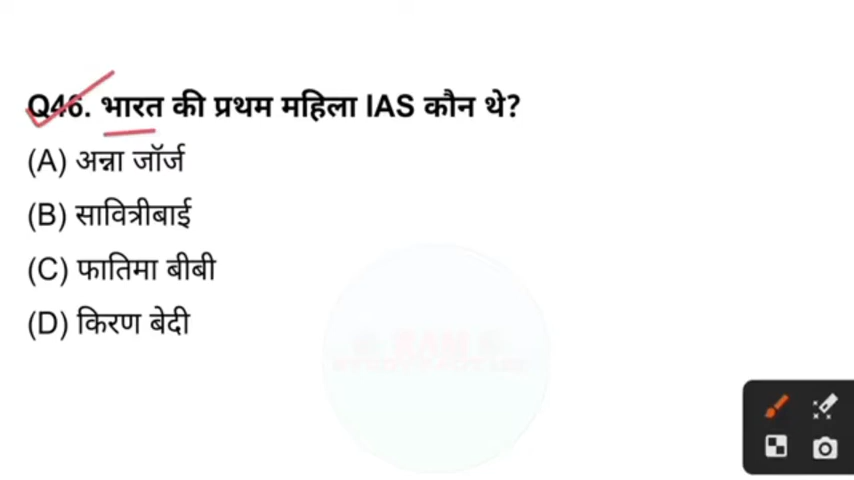 Q46. भारत की प्रथम महिला IAS कौन थे?
(A) अन्ना जॉर्ज
(B) सावित्रीबाई
(C) फातिमा बीबी
(D) किरण बेदी